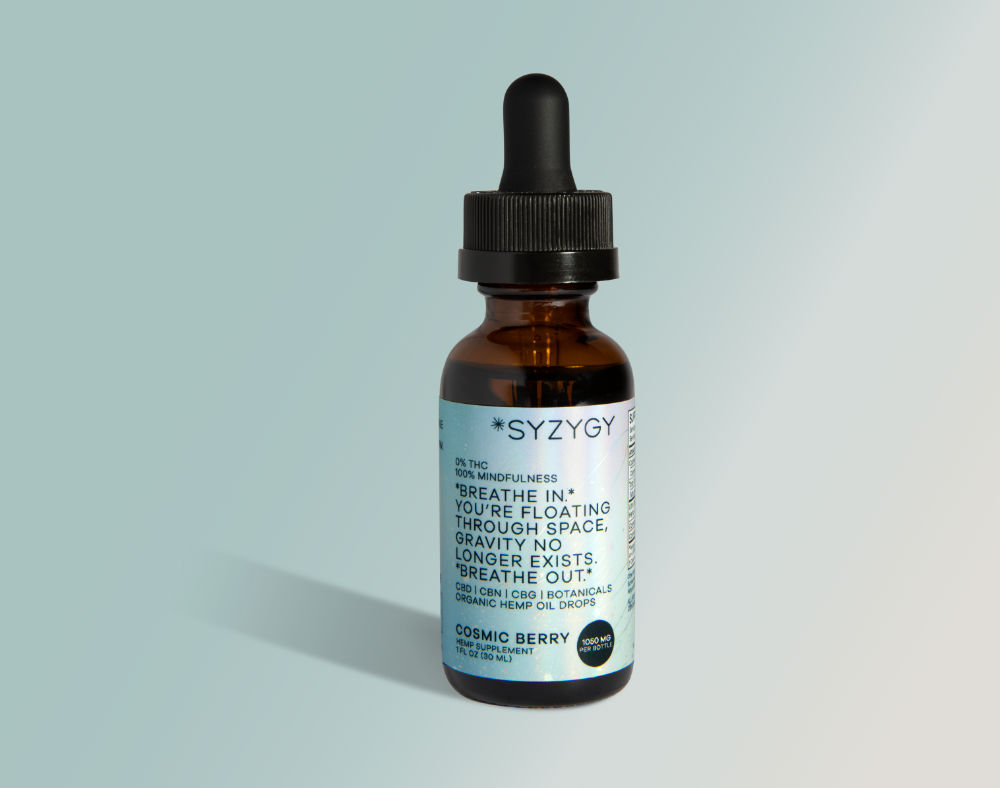 *SYZYGY
0% THC
100% MINDFULNESS
*BREATHE IN.*
YOU'RE FLOATING
THROUGH SPACE,
GRAVITY NO
LONGER EXISTS.
*BREATHE OUT.*
CBD | CBN | CBG | BOTANICALS
ORGANIC HEMP OIL DROPS
COSMIC BERRY
HEMP SUPPLEMENT
1 FL OZ (30 ML)
1050 MG
PER BOTTLE